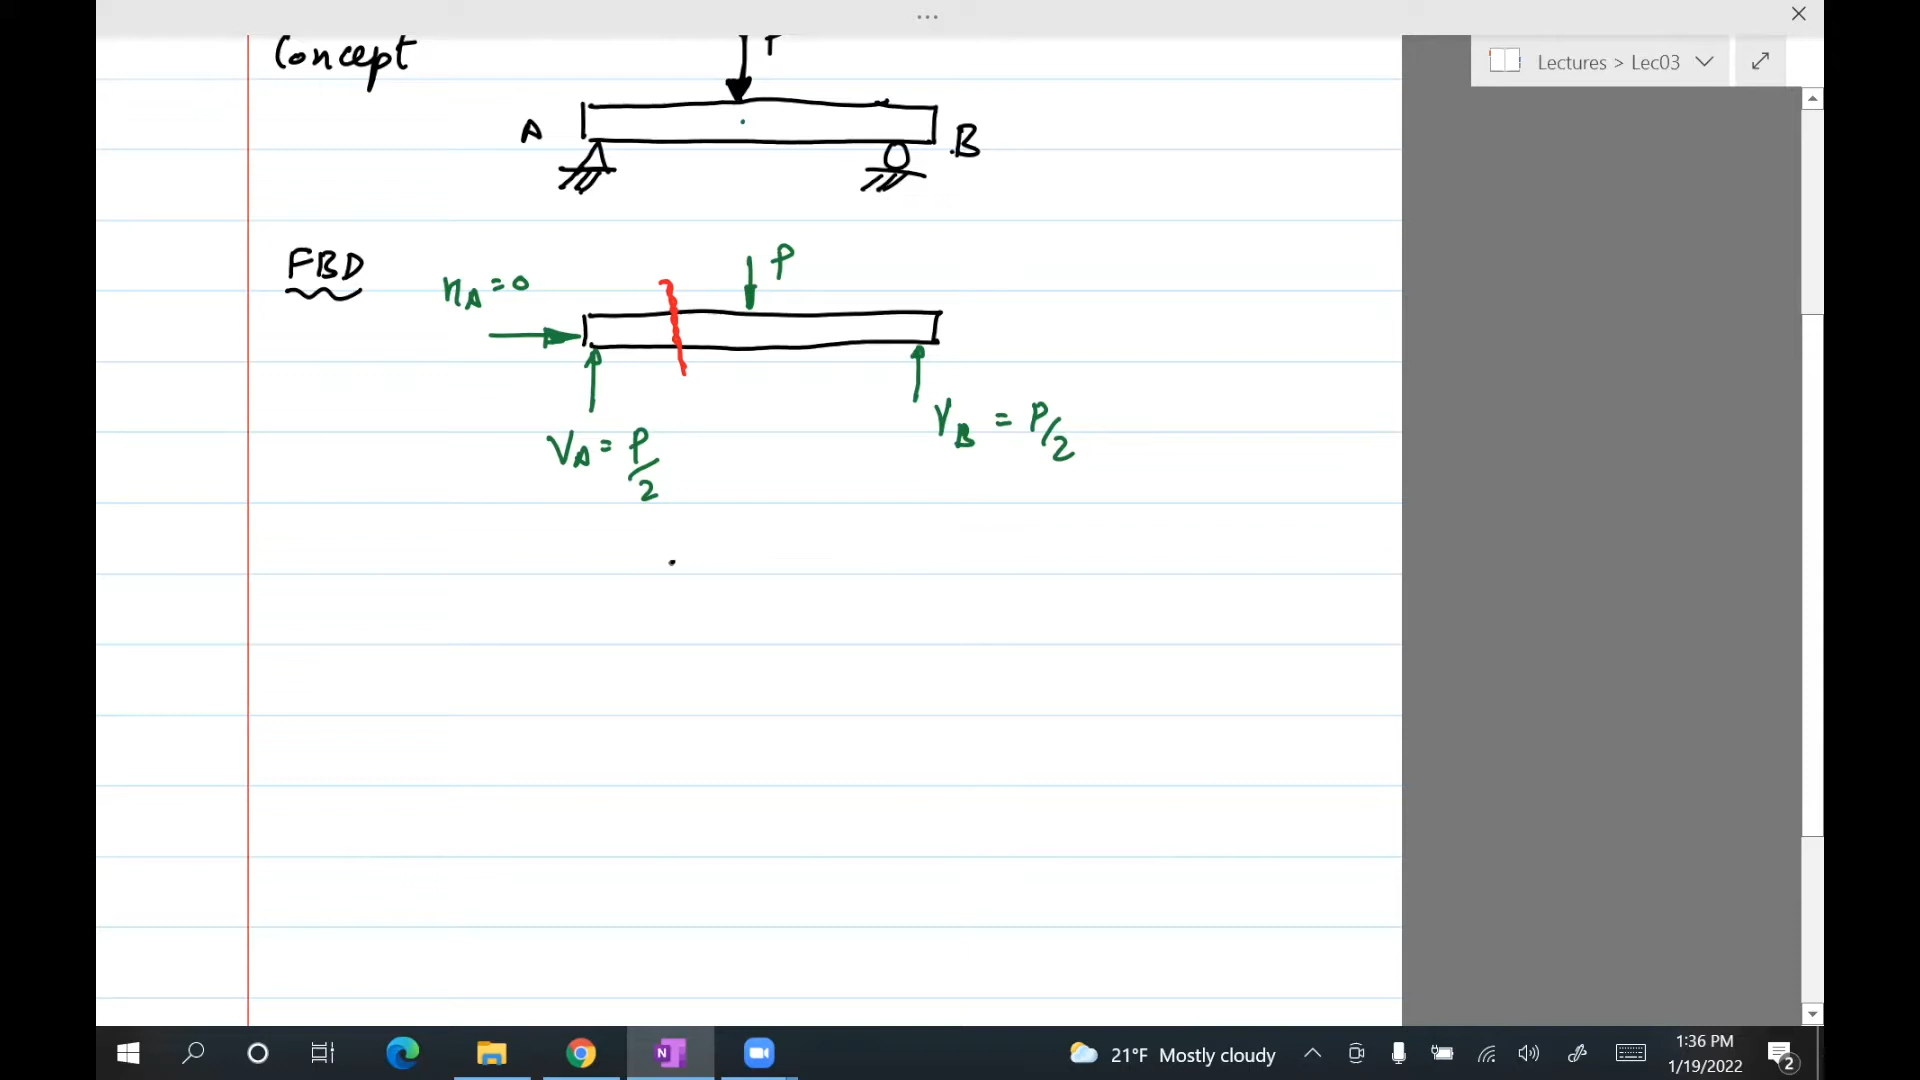 ...
Lectures > Lec03
Concept
P
A
B
FBD
P
HA=0
VA = P/2
VB = P/2
21°F Mostly cloudy
1:36 PM
1/19/2022
2